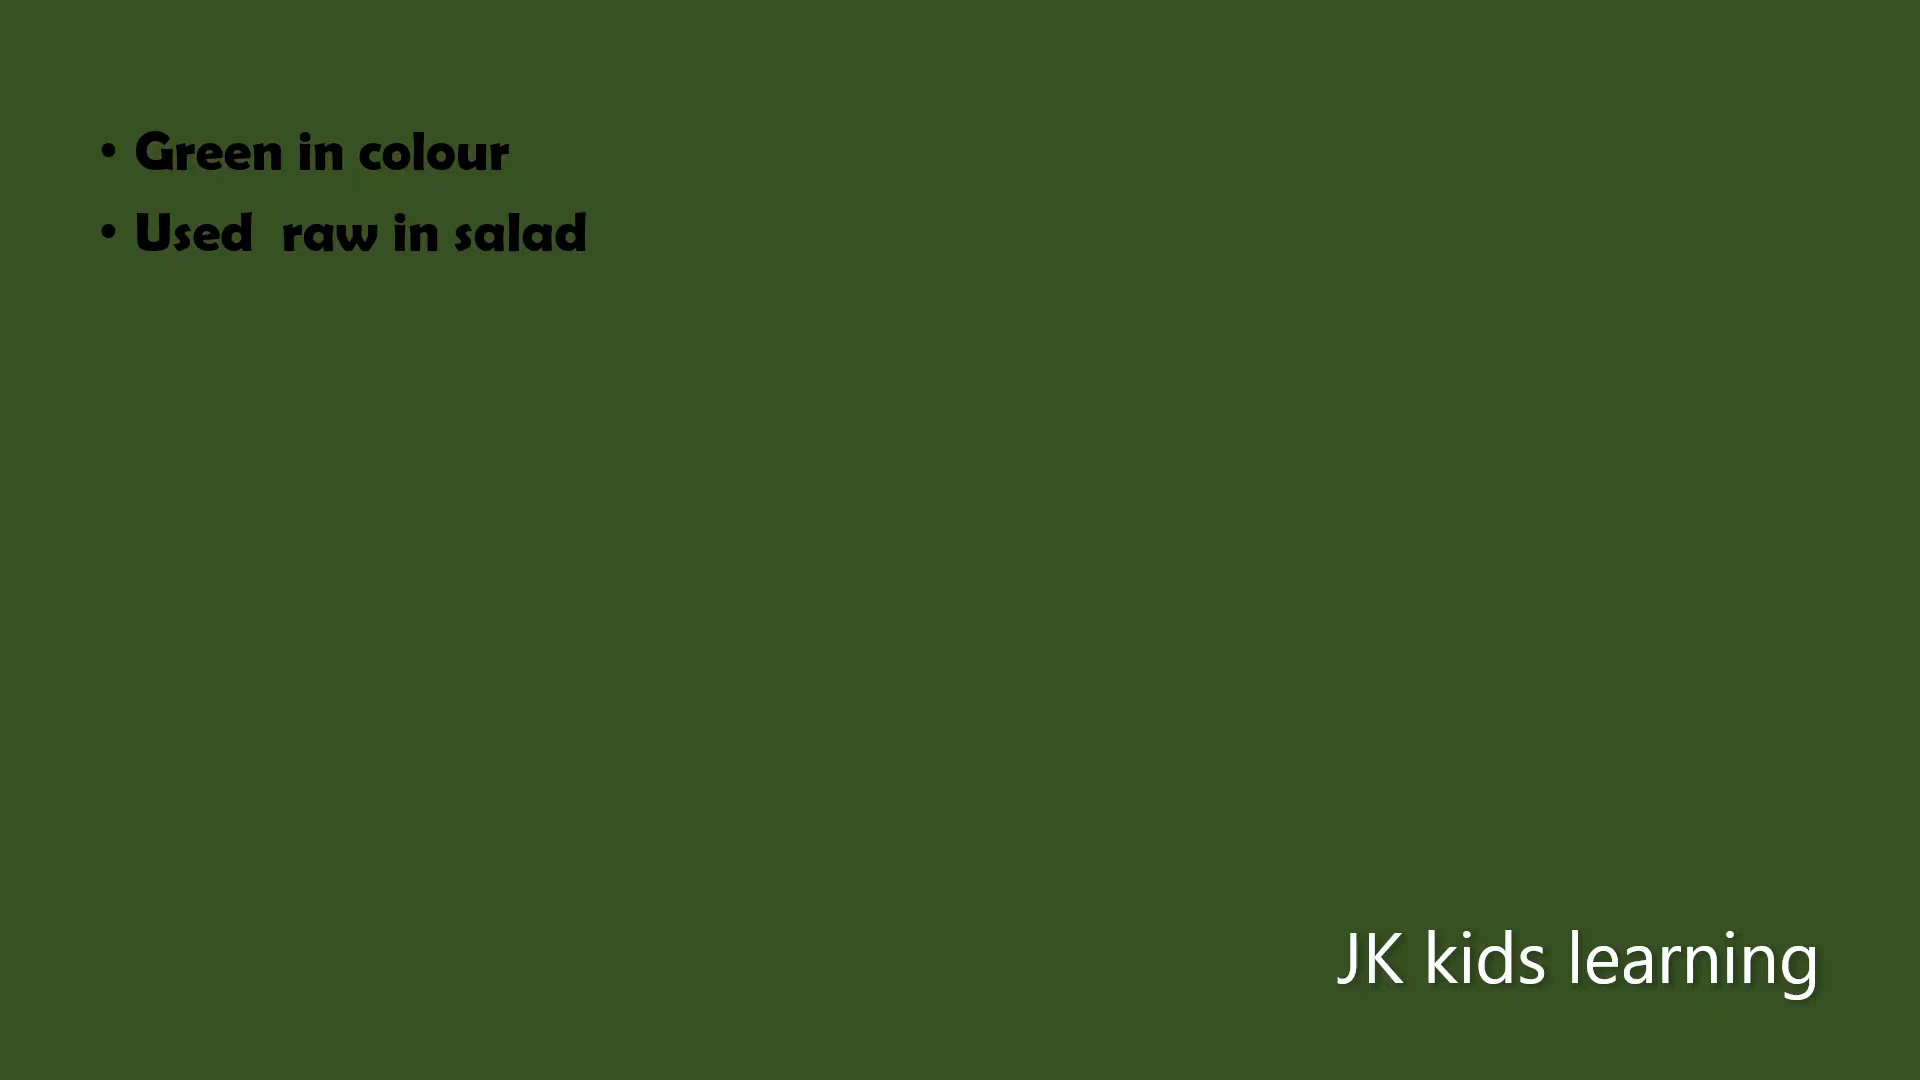 • Green in colour
• Used  raw in salad
JK kids learning